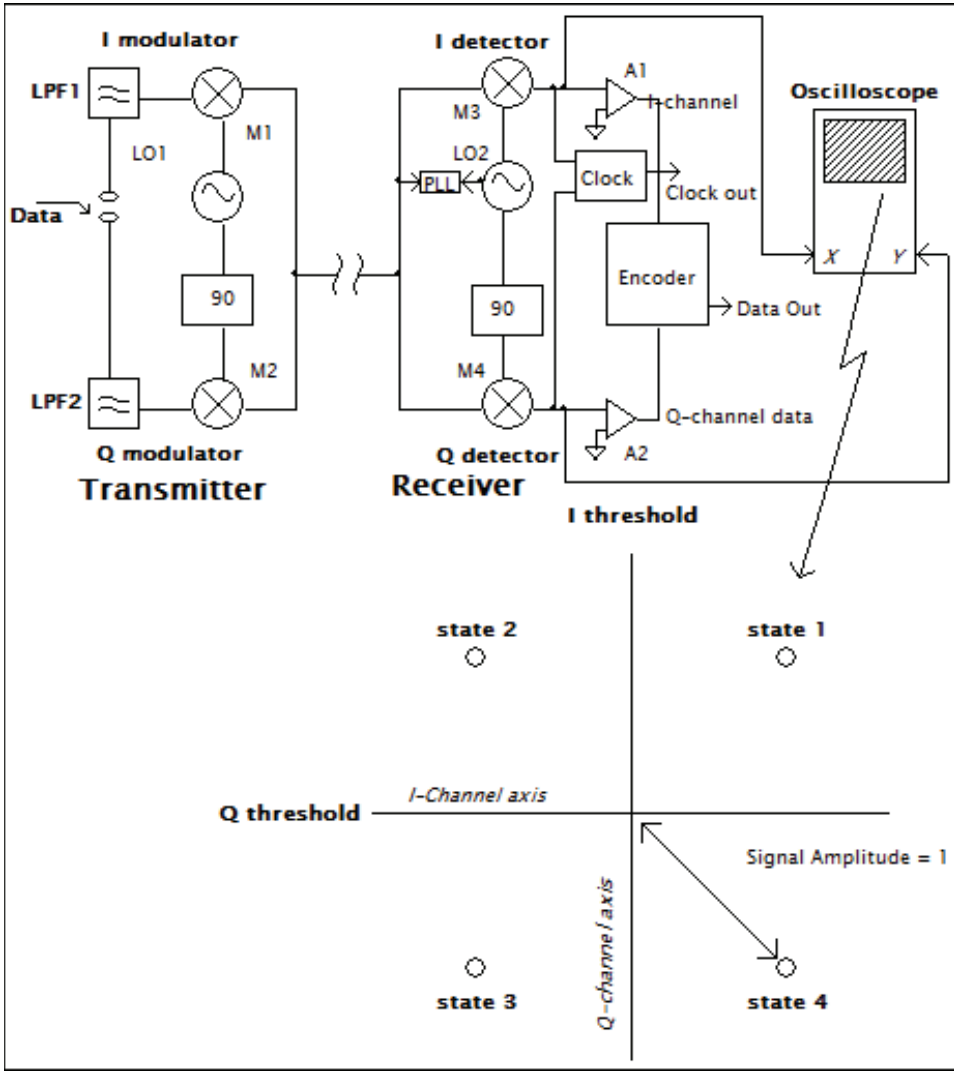 I modulator
I detector
LPF1
A1
M3
I-channel
Oscilloscope
M1
LO1
LO2
PLL
Clock
Clock out
Data
X
Y
90
90
Encoder
Data Out
M2
M4
LPF2
Q-channel data
Q modulator
Q detector
A2
Transmitter
Receiver
I threshold
state 2
state 1
I-Channel axis
Q threshold
Signal Amplitude = 1
Q-channel axis
state 3
state 4